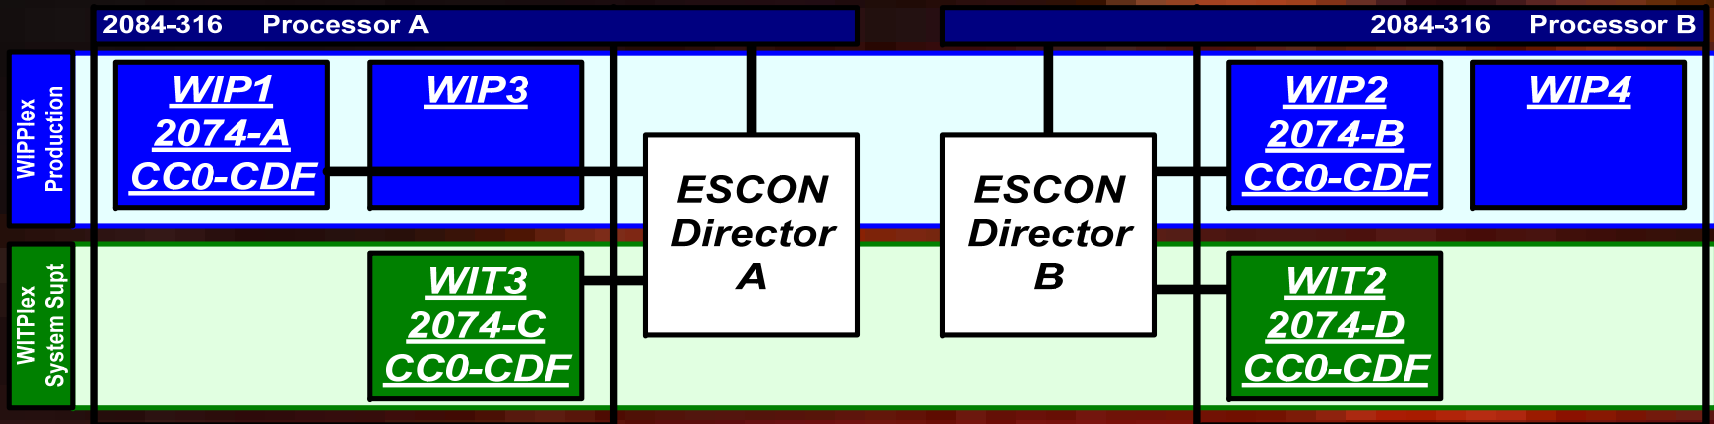 2084-316 Processor A
2084-316 Processor B
WIPPlex
Production
WIP1
2074-A
CC0-CDF
WIP3
ESCON
Director
A
ESCON
Director
B
WIP2
2074-B
CC0-CDF
WIP4
WITPlex
System Supt
WIT3
2074-C
CC0-CDF
WIT2
2074-D
CC0-CDF